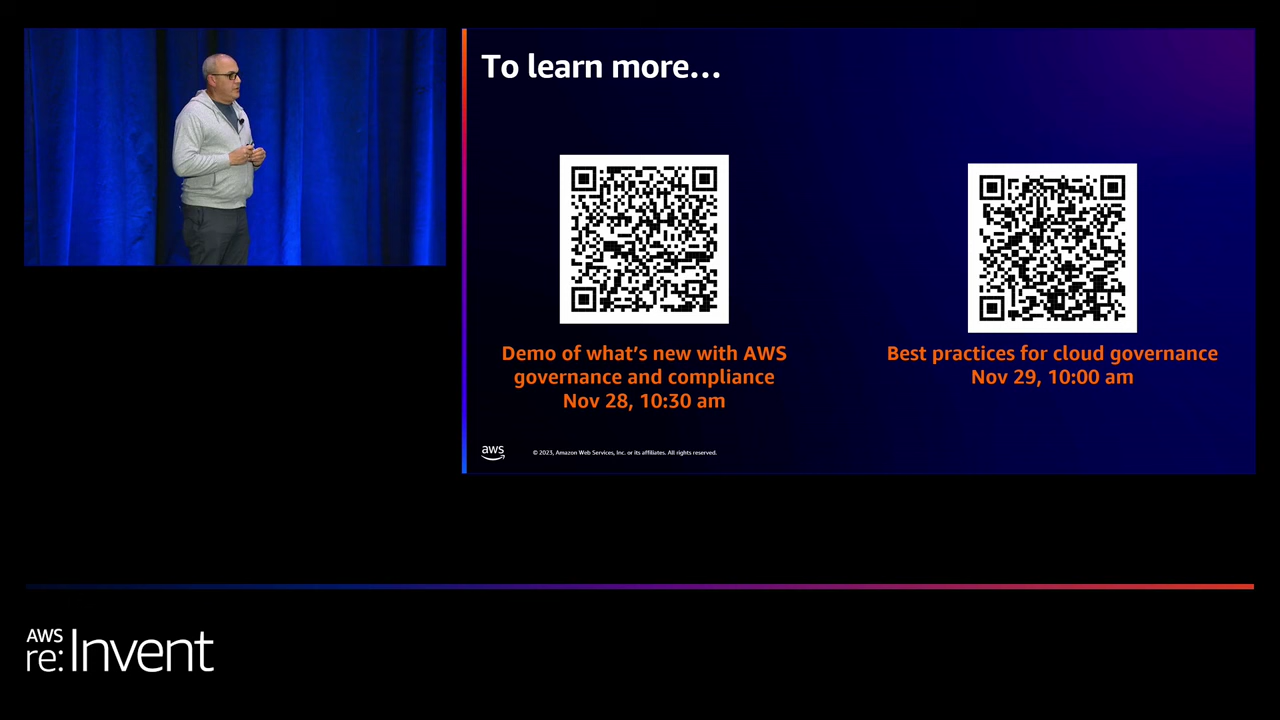 To learn more...
Demo of what's new with AWS
governance and compliance
Nov 28, 10:30 am
Best practices for cloud governance
Nov 29, 10:00 am
aws
© 2023, Amazon Web Services, Inc. or its affiliates. All rights reserved.
AWS
re:Invent